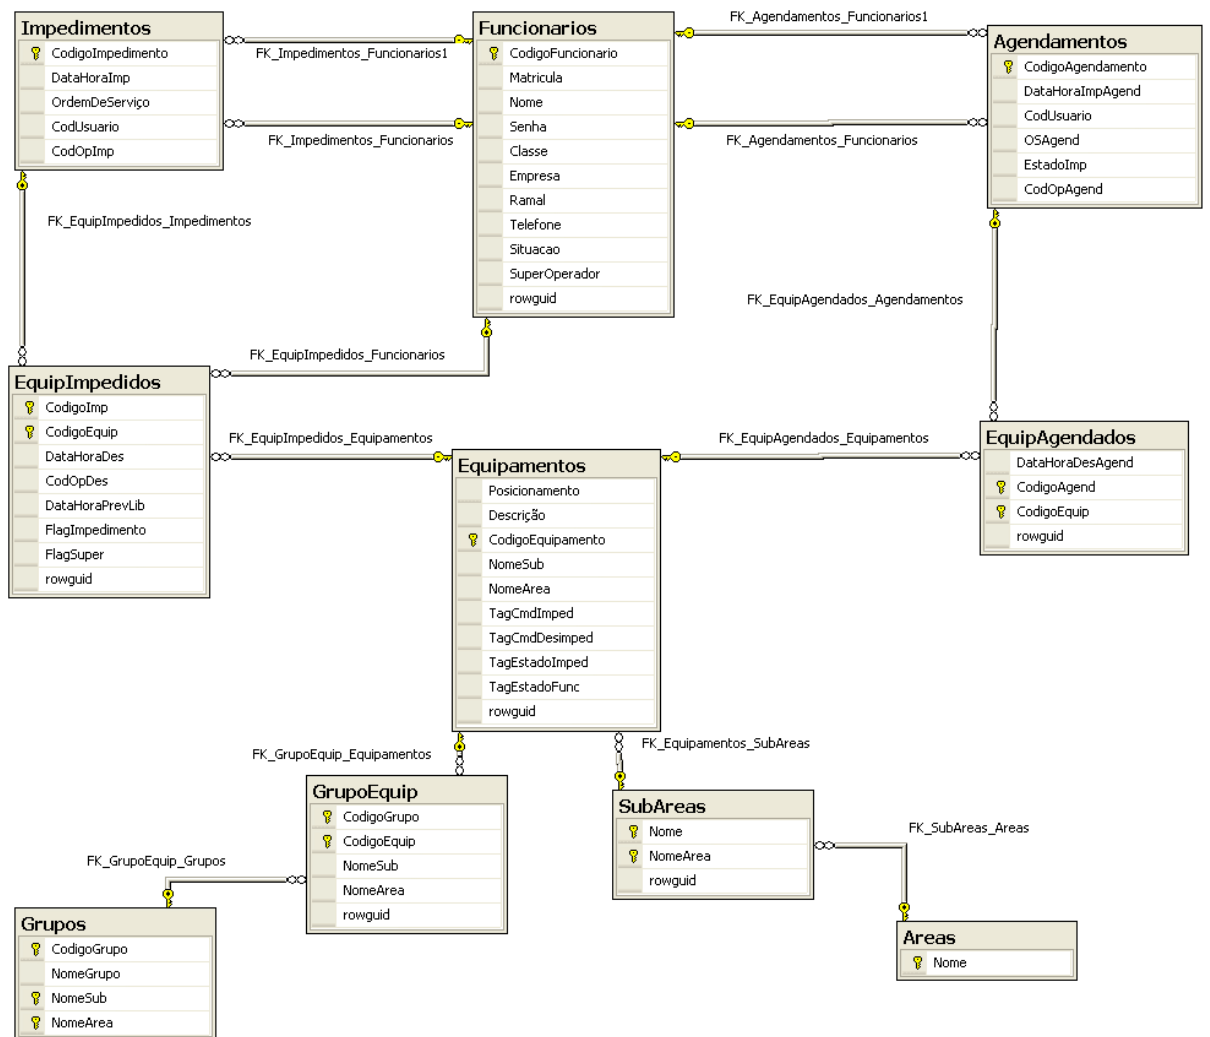 Impedimentos
CodigoImpedimento
DataHoraImp
OrdemDeServiço
CodUsuario
CodOpImp
FK_Impedimentos_Funcionarios1
FK_Impedimentos_Funcionarios
Funcionarios
CodigoFuncionario
Matricula
Nome
Senha
Classe
Empresa
Ramal
Telefone
Situacao
SuperOperador
rowguid
FK_Agendamentos_Funcionarios1
FK_Agendamentos_Funcionarios
Agendamentos
CodigoAgendamento
DataHoraImpAgend
CodUsuario
OSAgend
EstadoImp
CodOpAgend
FK_EquipImpedidos_Impedimentos
FK_EquipAgendados_Agendamentos
FK_EquipImpedidos_Funcionarios
EquipImpedidos
CodigoImp
CodigoEquip
DataHoraDes
CodOpDes
DataHoraPrevLib
FlagImpedimento
FlagSuper
rowguid
FK_EquipImpedidos_Equipamentos
FK_EquipAgendados_Equipamentos
Equipamentos
Posicionamento
Descrição
CodigoEquipamento
NomeSub
NomeArea
TagCmdImped
TagCmdDesimped
TagEstadoImped
TagEstadoFunc
rowguid
EquipAgendados
DataHoraDesAgend
CodigoAgend
CodigoEquip
rowguid
FK_GrupoEquip_Equipamentos
FK_Equipamentos_SubAreas
GrupoEquip
CodigoGrupo
CodigoEquip
NomeSub
NomeArea
rowguid
SubAreas
Nome
NomeArea
rowguid
FK_SubAreas_Areas
FK_GrupoEquip_Grupos
Grupos
CodigoGrupo
NomeGrupo
NomeSub
NomeArea
Areas
Nome